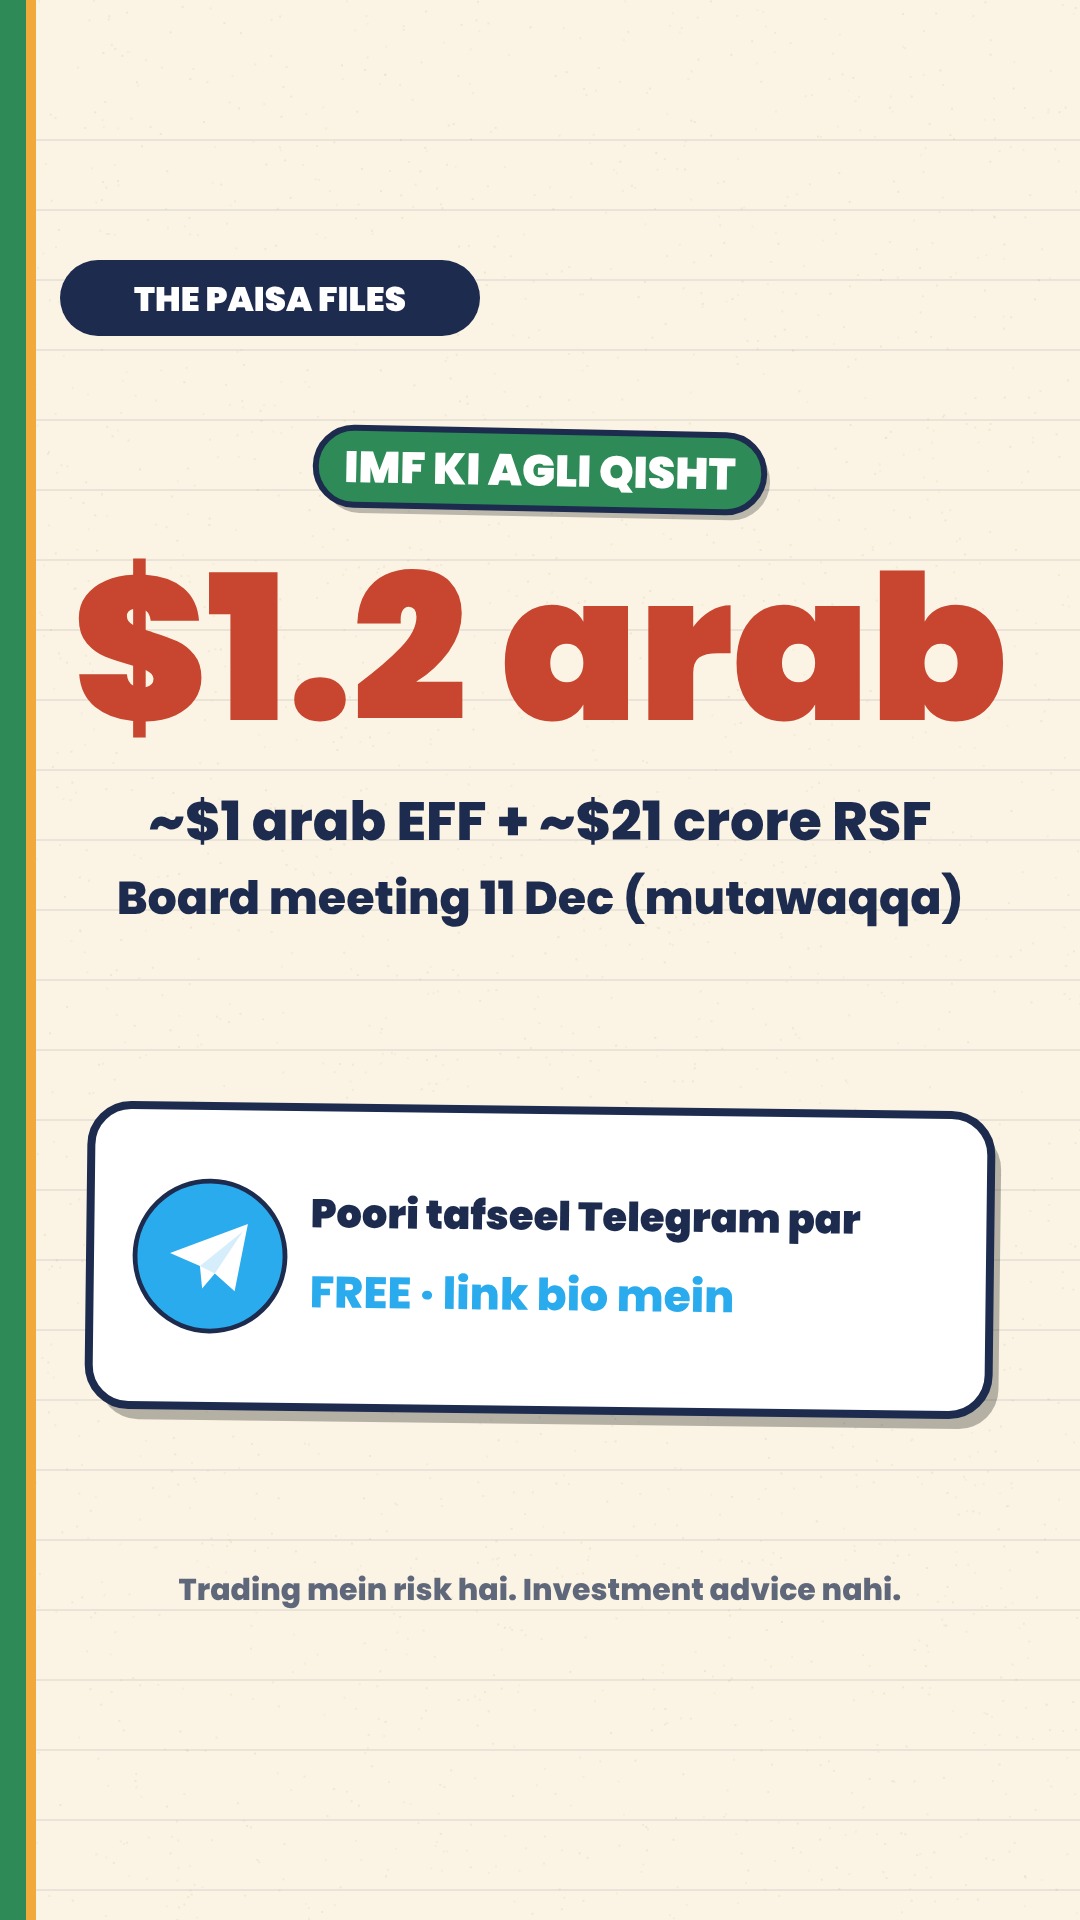 THE PAISA FILES
IMF KI AGLI QISHT
$1.2 arab
~$1 arab EFF + ~$21 crore RSF
Board meeting 11 Dec (mutawaqqa)
Poori tafseel Telegram par
FREE · link bio mein
Trading mein risk hai. Investment advice nahi.